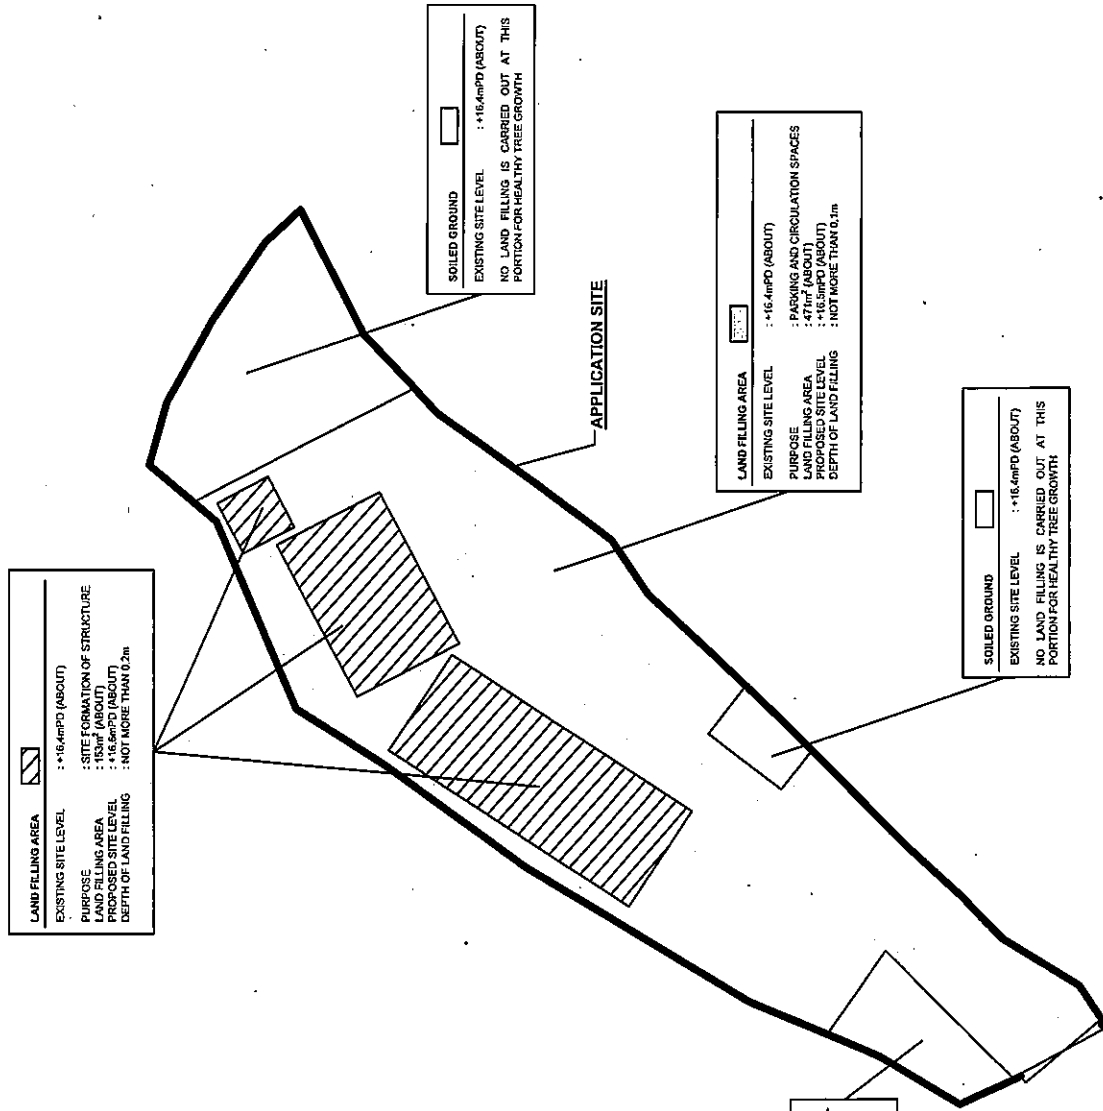 LAND FILLING AREA
EXISTING SITE LEVEL : +16.4mPD (ABOUT)
PURPOSE : SITE FORMATION OF STRUCTURE
LAND FILLING AREA : 153m² (ABOUT)
PROPOSED SITE LEVEL : +16.6mPD (ABOUT)
DEPTH OF LAND FILLING : NOT MORE THAN 0.2m
SOILED GROUND
EXISTING SITE LEVEL : +16.4mPD (ABOUT)
NO LAND FILLING IS CARRIED OUT AT THIS
PORTION FOR HEALTHY TREE GROWTH
APPLICATION SITE
LAND FILLING AREA
EXISTING SITE LEVEL : +16.4mPD (ABOUT)
PURPOSE : PARKING AND CIRCULATION SPACES
LAND FILLING AREA : 471m² (ABOUT)
PROPOSED SITE LEVEL : +16.5mPD (ABOUT)
DEPTH OF LAND FILLING : NOT MORE THAN 0.1m
SOILED GROUND
EXISTING SITE LEVEL : +16.4mPD (ABOUT)
NO LAND FILLING IS CARRIED OUT AT THIS
PORTION FOR HEALTHY TREE GROWTH